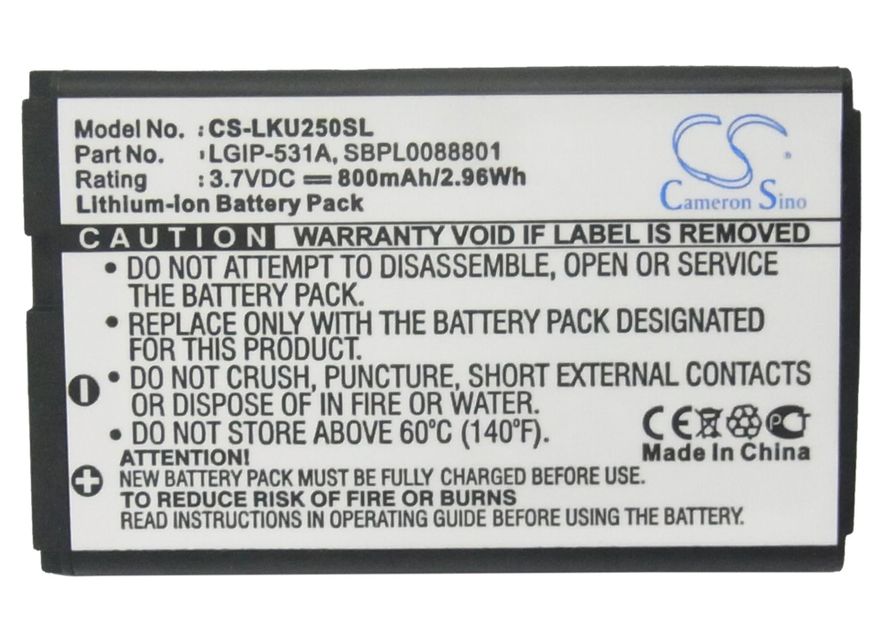 Model No. : CS-LKU250SL
Part No. : LGIP-531A, SBPL0088801
Rating : 3.7VDC ⎓ 800mAh/2.96Wh
Lithium-Ion Battery Pack
CS
Cameron Sino
CAUTION WARRANTY VOID IF LABEL IS REMOVED
• DO NOT ATTEMPT TO DISASSEMBLE, OPEN OR SERVICE
THE BATTERY PACK.
• REPLACE ONLY WITH THE BATTERY PACK DESIGNATED
FOR THIS PRODUCT.
• DO NOT CRUSH, PUNCTURE, SHORT EXTERNAL CONTACTS
OR DISPOSE OF IN FIRE OR WATER.
• DO NOT STORE ABOVE 60°C (140°F).
CE PCT
Made In China
ATTENTION!
NEW BATTERY PACK MUST BE FULLY CHARGED BEFORE USE.
TO REDUCE RISK OF FIRE OR BURNS
READ INSTRUCTIONS IN OPERATING GUIDE BEFORE USING THE BATTERY.